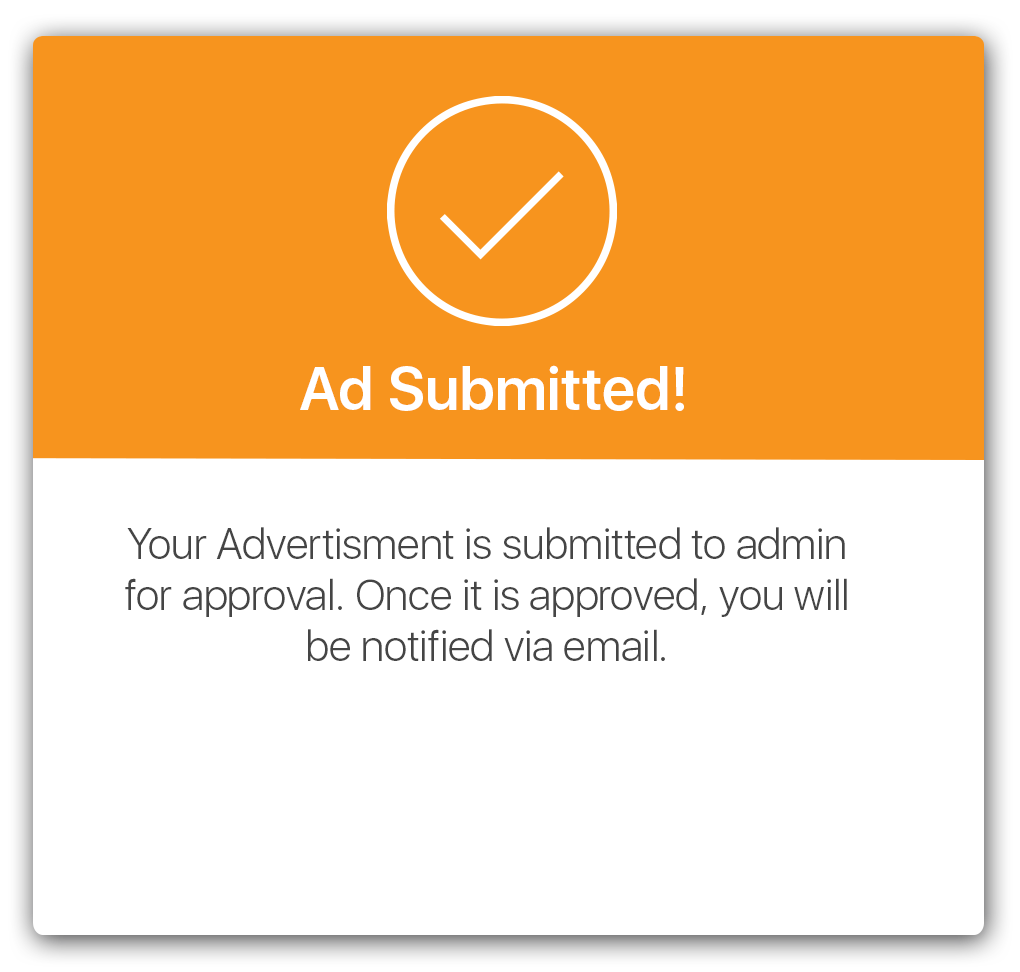 Ad Submitted!
Your Advertisment is submitted to admin
for approval. Once it is approved, you will
be notified via email.